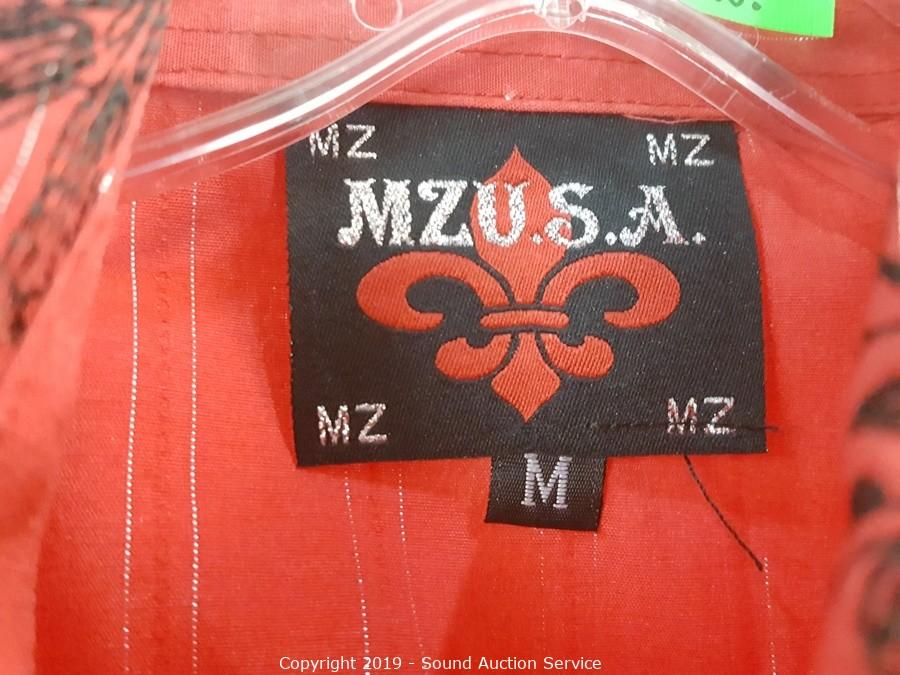 MZ MZ
MZU.S.A.
MZ MZ
M
Copyright 2019 - Sound Auction Service